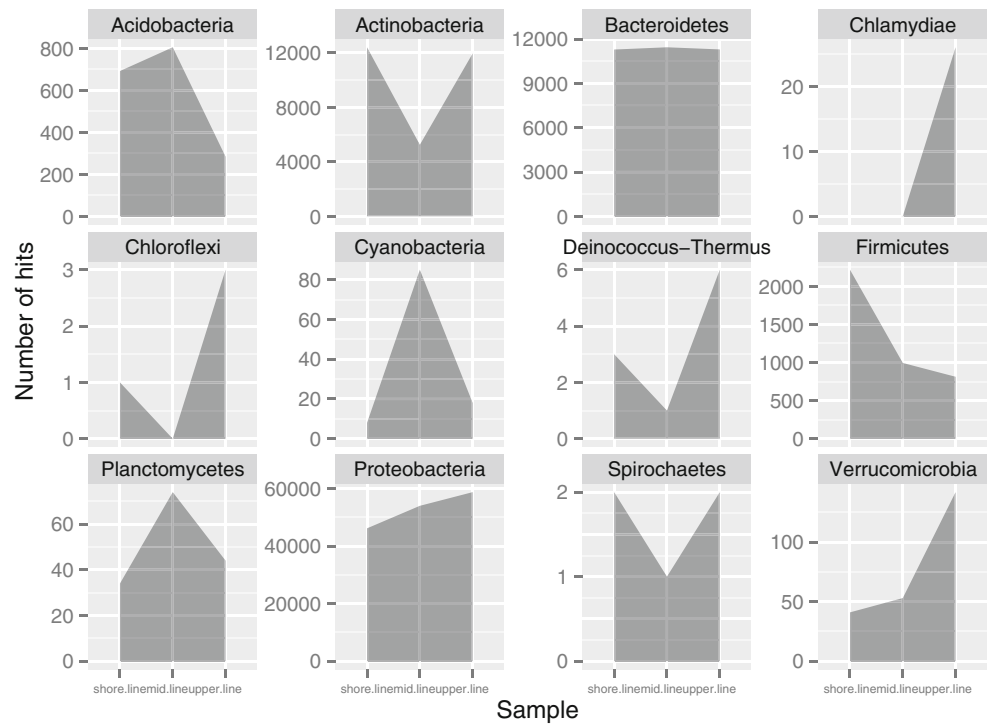 Acidobacteria Actinobacteria Bacteroidetes Chlamydiae
800 600 400 200 0
12000 8000 4000 0
12000 9000 6000 3000 0
20 10 0
Chloroflexi Cyanobacteria Deinococcus−Thermus Firmicutes
3 2 1 0
80 60 40 20 0
6 4 2 0
2000 1500 1000 500 0
Planctomycetes Proteobacteria Spirochaetes Verrucomicrobia
60 40 20 0
60000 40000 20000 0
2 1 0
100 50 0
Number of hits
shore.linemid.lineupper.line shore.linemid.lineupper.line shore.linemid.lineupper.line shore.linemid.lineupper.line
Sample